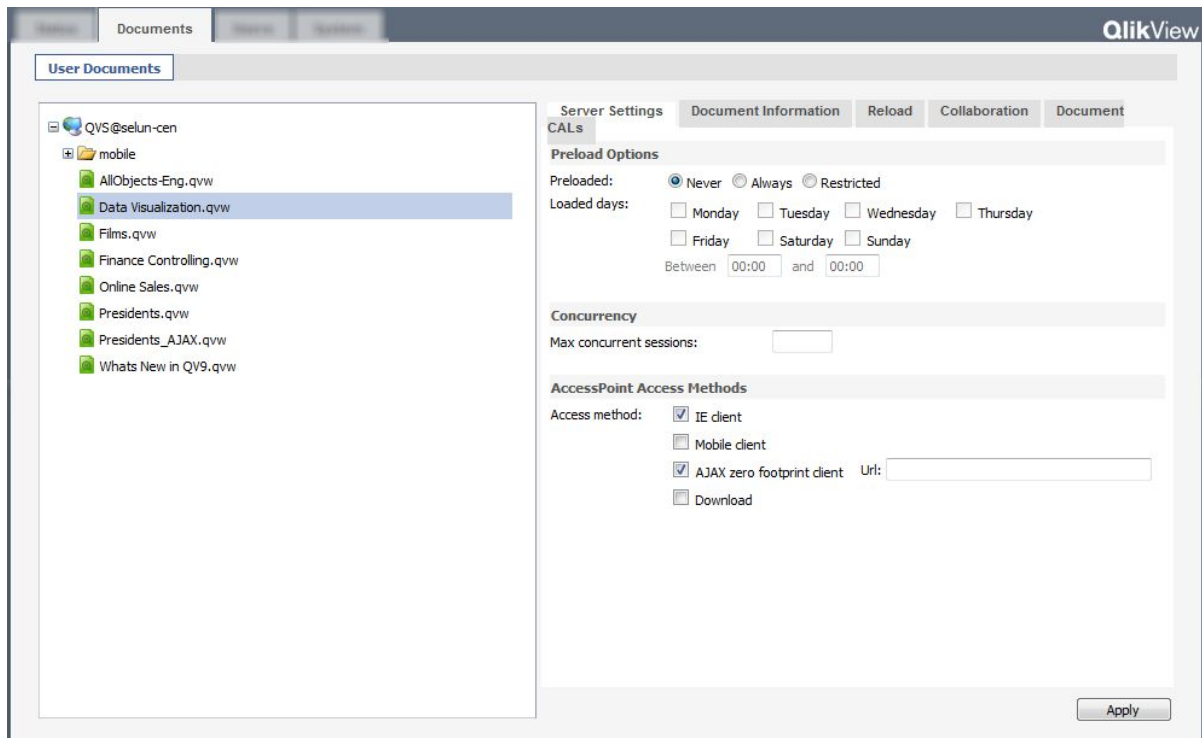 Documents
QlikView
User Documents
QVS@selun-cen
mobile
AllObjects-Eng.qvw
Data Visualization.qvw
Films.qvw
Finance Controlling.qvw
Online Sales.qvw
Presidents.qvw
Presidents_AJAX.qvw
Whats New in QV9.qvw
Server Settings Document Information Reload Collaboration Document
CALs
Preload Options
Preloaded: Never Always Restricted
Loaded days: Monday Tuesday Wednesday Thursday
Friday Saturday Sunday
Between 00:00 and 00:00
Concurrency
Max concurrent sessions:
AccessPoint Access Methods
Access method: IE client
Mobile client
AJAX zero footprint client Url:
Download
Apply